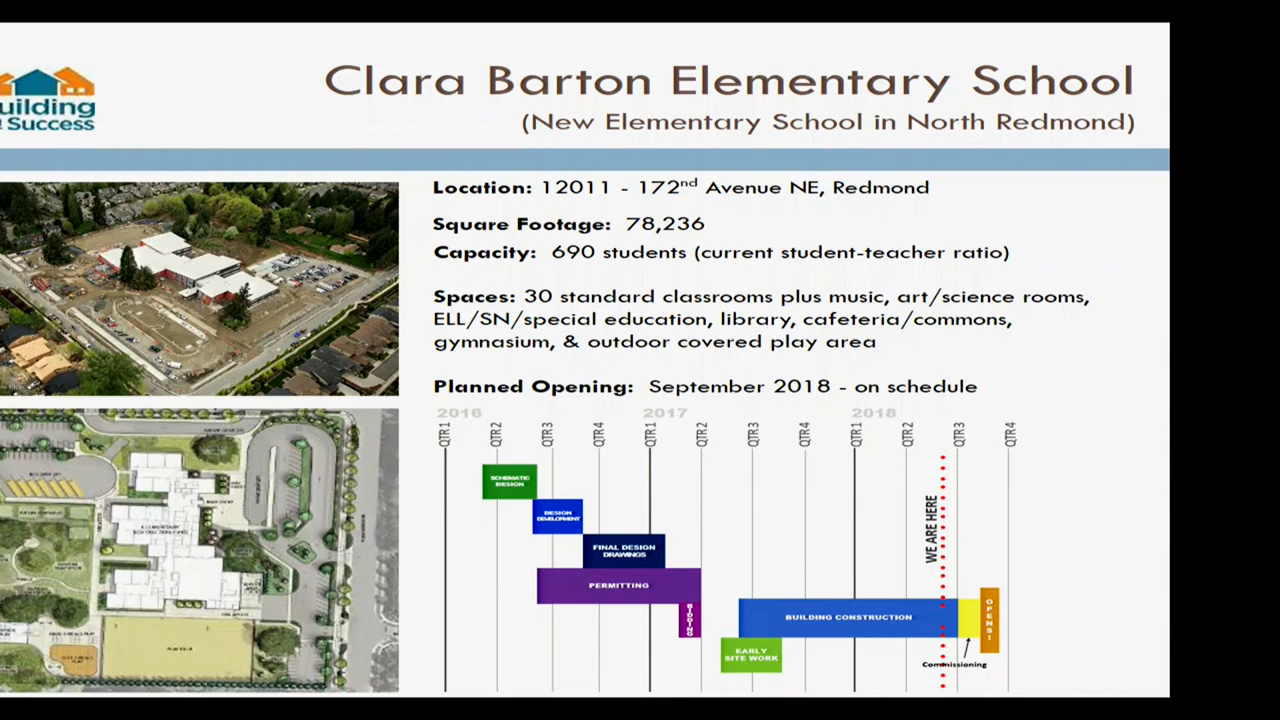 Clara Barton Elementary School
(New Elementary School in North Redmond)
uilding
Success
Location: 12011 - 172nd Avenue NE, Redmond
Square Footage: 78,236
Capacity: 690 students (current student-teacher ratio)
Spaces: 30 standard classrooms plus music, art/science rooms,
ELL/SN/special education, library, cafeteria/commons,
gymnasium, & outdoor covered play area
Planned Opening: September 2018 - on schedule
2016 2017 2018
QTR1 QTR2 QTR3 QTR4 QTR1 QTR2 QTR3 QTR4 QTR1 QTR2 QTR3 QTR4
SCHEMATIC
DESIGN
DESIGN
DEVELOPMENT
FINAL DESIGN
DRAWINGS
PERMITTING
BIDDING
WE ARE HERE
BUILDING CONSTRUCTION
OPENS!
EARLY
SITE WORK
Commissioning